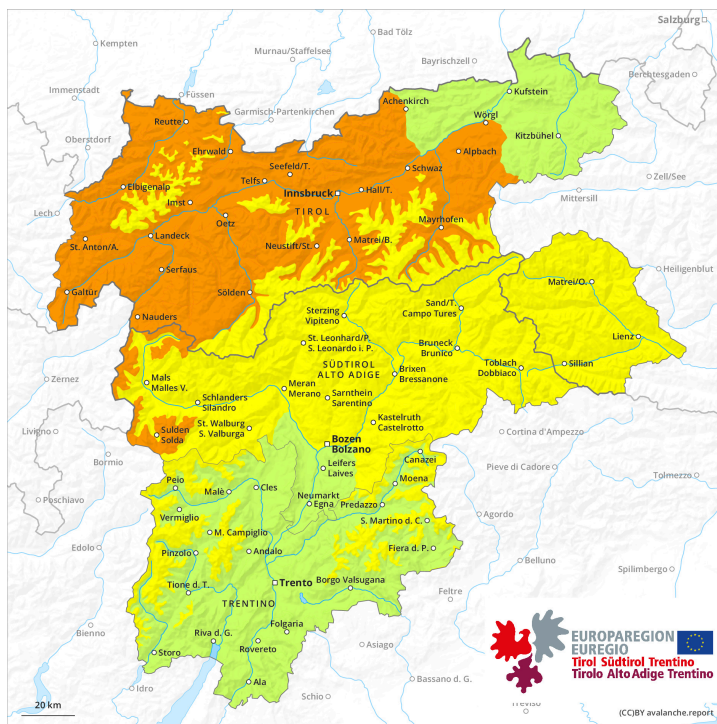 Salzburg
Kempten
Bad Tölz
Murnau/Staffelsee
Bayrischzell
Berchtesgaden
Immenstadt
Füssen
Garmisch-Partenkirchen
Achenkirch
Kufstein
Reutte
Wörgl
Oberstdorf
Kitzbühel
Ehrwald
Seefeld/T.
Alpbach
Telfs
Schwaz
Zell/See
Elbigenalp
Innsbruck
Hall/T.
Mittersill
Imst
TIROL
Lech
Oetz
Mayrhofen
St. Anton/A.
Landeck
Neustift/St.
Matrei/B.
Serfaus
Heiligenblut
Galtür
Sölden
Matrei/O.
Nauders
Sterzing
Vipiteno
Sand/T.
Campo Tures
Lienz
St. Leonhard/P.
S. Leonardo i. P.
Bruneck
Brunico
Toblach
Dobbiaco
Sillian
SÜDTIROL
ALTO ADIGE
Brixen
Bressanone
Zernez
Mals
Malles V.
Meran
Merano
Schlanders
Silandro
Sarnthein
Sarentino
St. Walburg
S. Valburga
Kastelruth
Castelrotto
Livigno
Sulden
Solda
Bozen
Bolzano
Cortina d'Ampezzo
Bormio
Canazei
Leifers
Laives
Pieve di Cadore
Tolmezzo
Poschiavo
Peio
Malè
Cles
Moena
Neumarkt
Egna
Predazzo
Vermiglio
S. Martino d. C.
Agordo
M. Campiglio
Edolo
Pinzolo
Andalo
Fiera d. P.
Belluno
Spilimbergo
Tione d. T.
Trento
Borgo Valsugana
Feltre
TRENTINO
Folgaria
Bienno
Riva d. G.
Storo
Rovereto
Asiago
Idro
Ala
Schio
Bassano d. G.
Treviso
EUROPAREGION
EUREGIO
Tirol Südtirol Trentino
Tirolo Alto Adige Trentino
20 km
(CC)BY avalanche.report